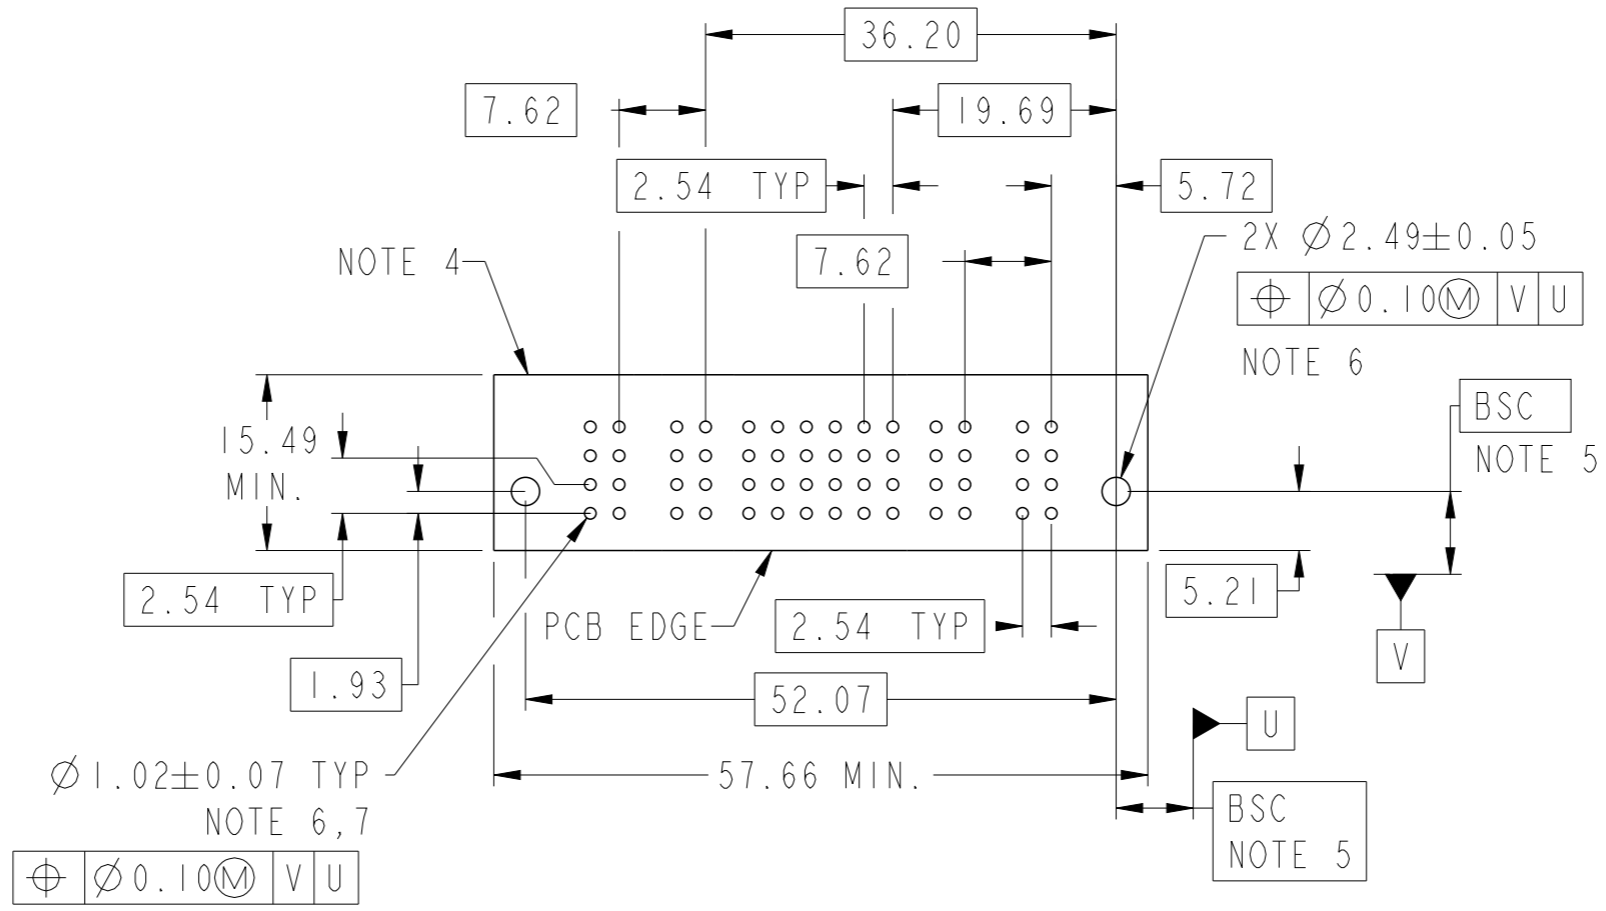 36.20
7.62
19.69
2.54 TYP
5.72
2X ∅2.49±0.05
NOTE 4
7.62
⌖ ∅0.10Ⓜ V U
NOTE 6
BSC
NOTE 5
15.49
MIN.
2.54 TYP
5.21
PCB EDGE
2.54 TYP
V
1.93
52.07
U
∅1.02±0.07 TYP
NOTE 6,7
57.66 MIN.
BSC
NOTE 5
⌖ ∅0.10Ⓜ V U